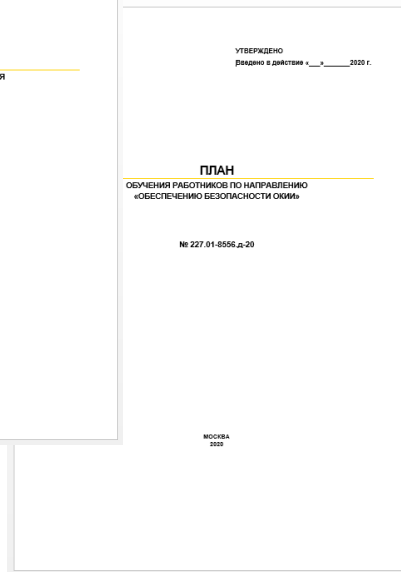 Я
УТВЕРЖДЕНО
Введено в действие «___»_______2020 г.
ПЛАН
ОБУЧЕНИЯ РАБОТНИКОВ ПО НАПРАВЛЕНИЮ
«ОБЕСПЕЧЕНИЮ БЕЗОПАСНОСТИ ОКИИ»
№ 227.01-8556.д-20
МОСКВА
2020